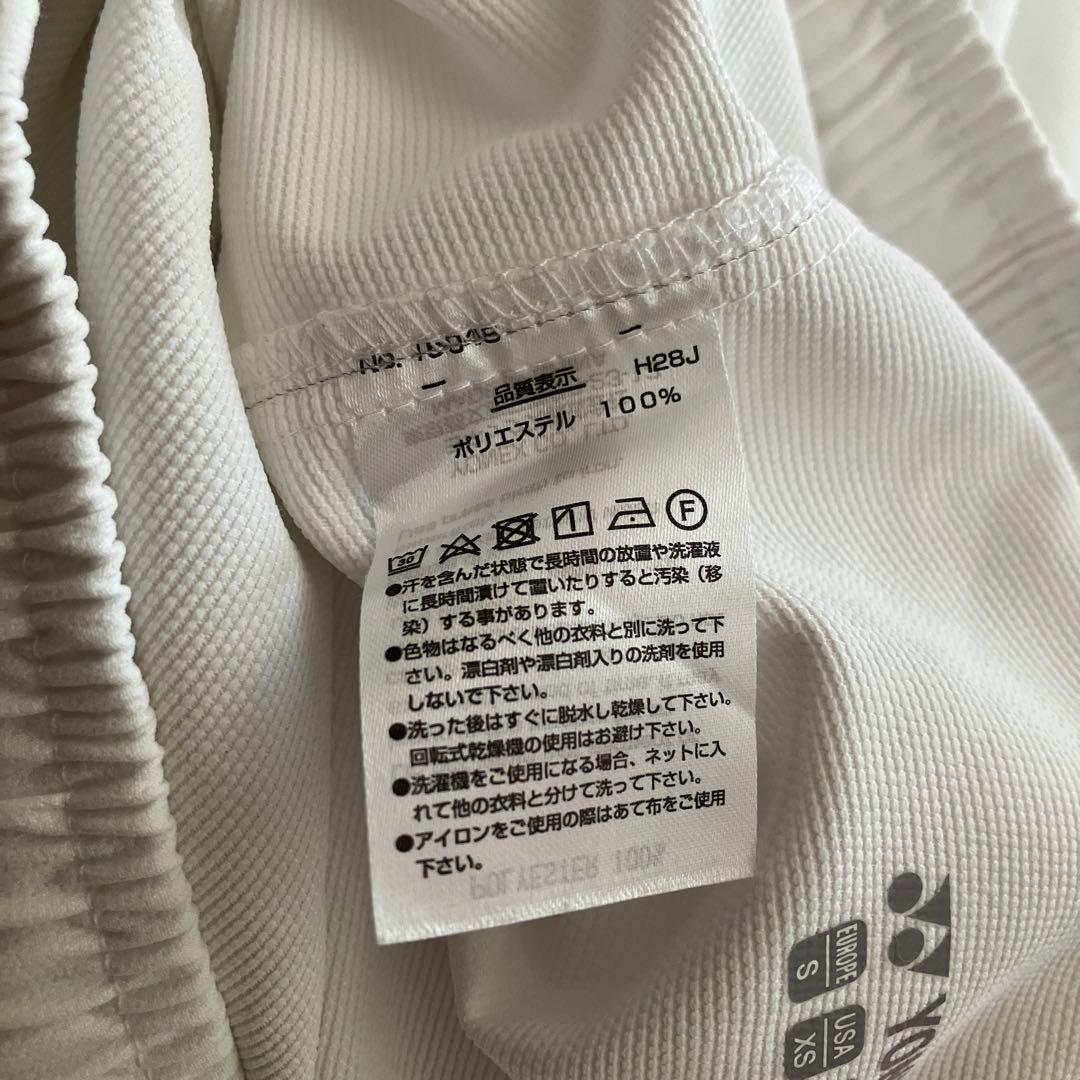 品質表示 H28J
ポリエステル 100%
30 1 F
●汗を含んだ状態で長時間の放置や洗濯液
に長時間漬けて置いたりすると汚染（移
染）する事があります。
●色物はなるべく他の衣料と別に洗って下
さい。漂白剤や漂白剤入りの洗剤を使用
しないで下さい。
●洗った後はすぐに脱水し乾燥して下さい。
回転式乾燥機の使用はお避け下さい。
●洗濯機をご使用になる場合、ネットに入
れて他の衣料と分けて洗って下さい。
●アイロンをご使用の際はあて布をご使用
下さい。
POLYESTER 100%
YON
EUROPE
S
USA
XS